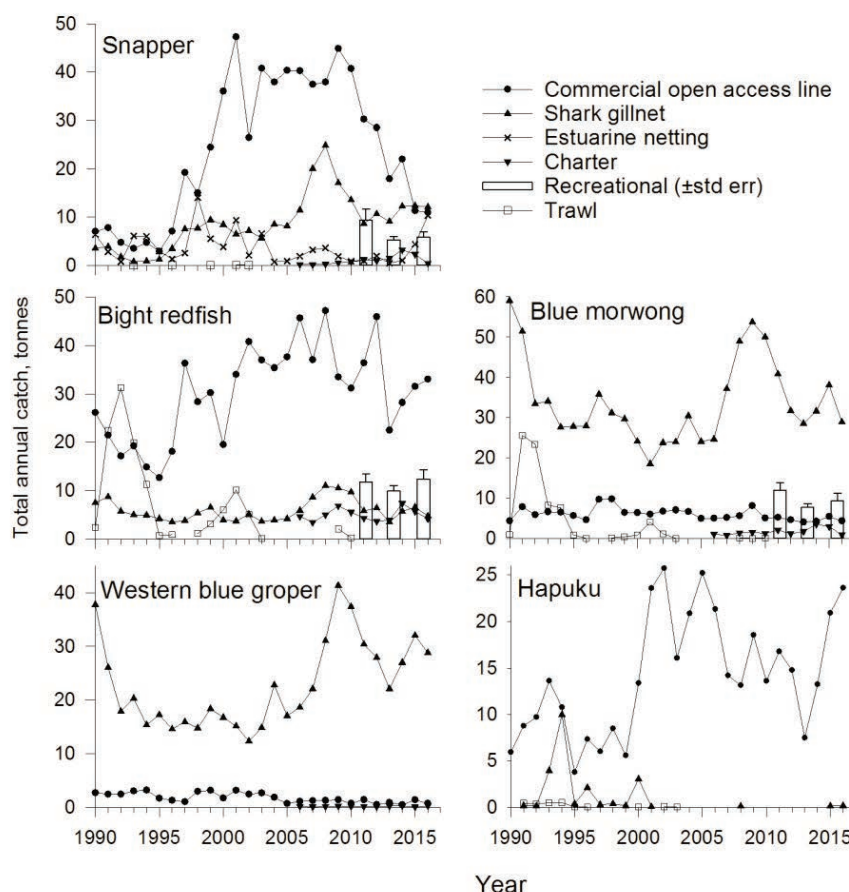 Snapper
50
40
30
20
10
0
Commercial open access line
Shark gillnet
Estuarine netting
Charter
Recreational (±std err)
Trawl
Total annual catch, tonnes
Bight redfish
50
40
30
20
10
0
Blue morwong
60
50
40
30
20
10
0
Western blue groper
40
30
20
10
0
1990 1995 2000 2005 2010 2015
Hapuku
25
20
15
10
5
0
1990 1995 2000 2005 2010 2015
Year